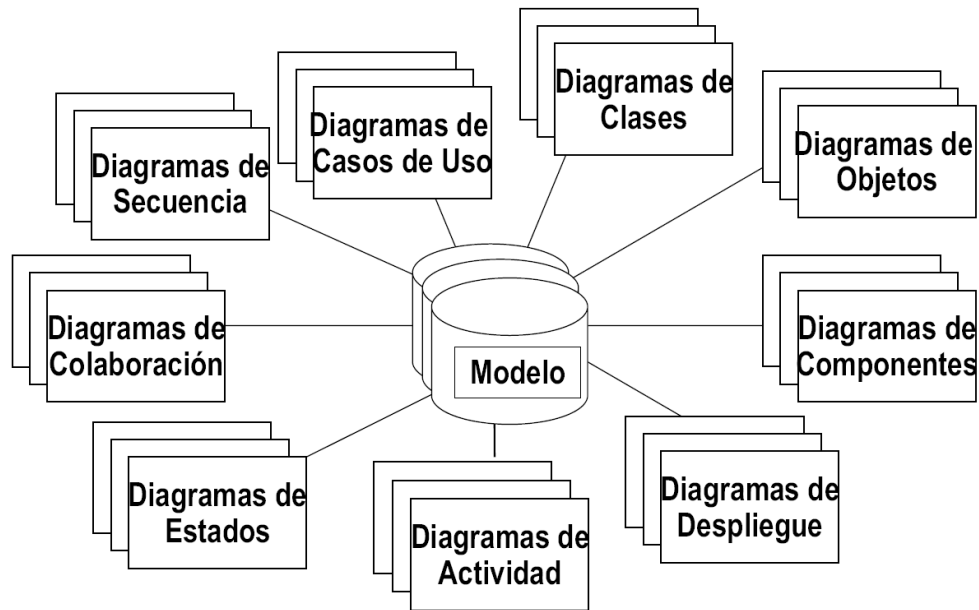 Diagramas de
Clases
Diagramas de
Casos de Uso
Diagramas de
Objetos
Diagramas de
Secuencia
Diagramas de
Colaboración
Modelo
Diagramas de
Componentes
Diagramas de
Estados
Diagramas de
Despliegue
Diagramas de
Actividad